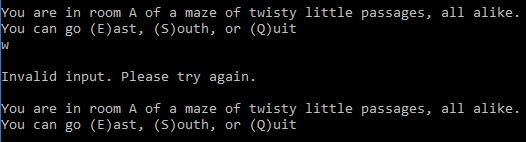 You are in room A of a maze of twisty little passages, all alike.
You can go (E)ast, (S)outh, or (Q)uit
w
Invalid input. Please try again.
You are in room A of a maze of twisty little passages, all alike.
You can go (E)ast, (S)outh, or (Q)uit